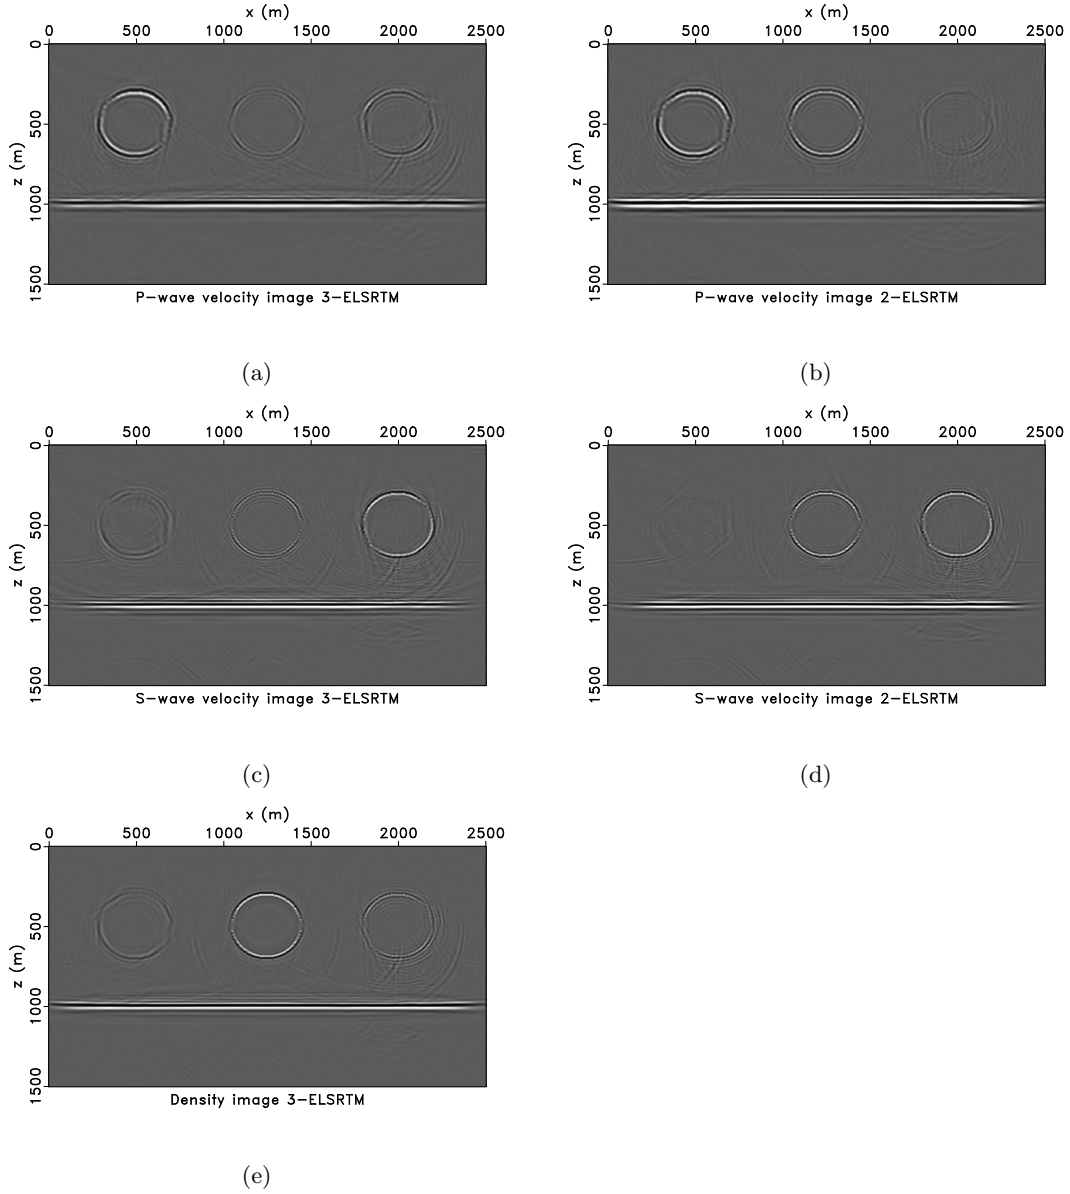 x (m)
0 500 1000 1500 2000 2500
0
500
1000
1500
z (m)
P-wave velocity image 3-ELSRTM
(a)
x (m)
0 500 1000 1500 2000 2500
0
500
1000
1500
z (m)
P-wave velocity image 2-ELSRTM
(b)
x (m)
0 500 1000 1500 2000 2500
0
500
1000
1500
z (m)
S-wave velocity image 3-ELSRTM
(c)
x (m)
0 500 1000 1500 2000 2500
0
500
1000
1500
z (m)
S-wave velocity image 2-ELSRTM
(d)
x (m)
0 500 1000 1500 2000 2500
0
500
1000
1500
z (m)
Density image 3-ELSRTM
(e)